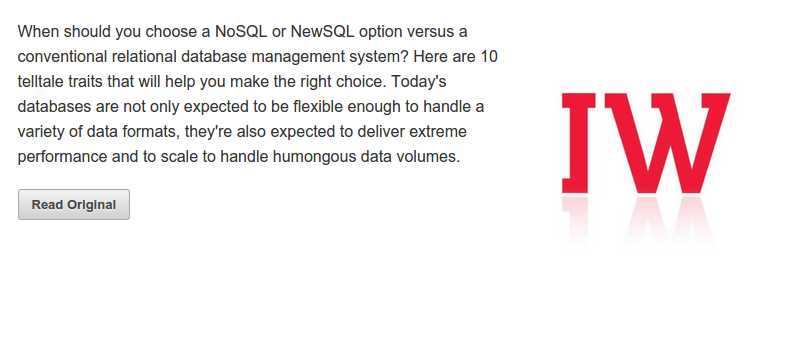 When should you choose a NoSQL or NewSQL option versus a
conventional relational database management system? Here are 10
telltale traits that will help you make the right choice. Today's
databases are not only expected to be flexible enough to handle a
variety of data formats, they're also expected to deliver extreme
performance and to scale to handle humongous data volumes.
Read Original
IW